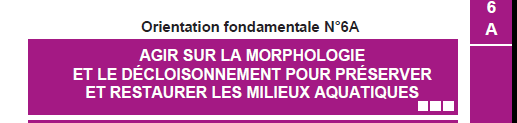 Orientation fondamentale N°6A
6
A
AGIR SUR LA MORPHOLOGIE
ET LE DÉCLOISONNEMENT POUR PRÉSERVER
ET RESTAURER LES MILIEUX AQUATIQUES